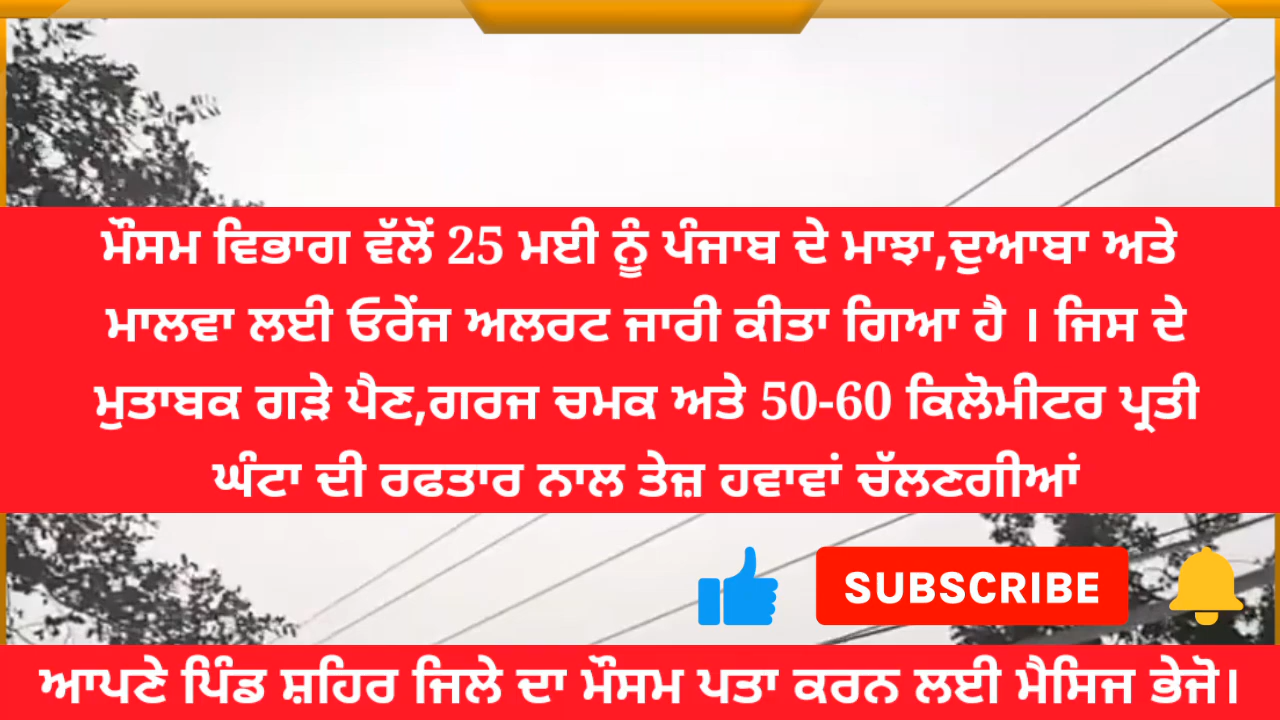 ਮੌਸਮ ਵਿਭਾਗ ਵੱਲੋਂ 25 ਮਈ ਨੂੰ ਪੰਜਾਬ ਦੇ ਮਾਝਾ,ਦੁਆਬਾ ਅਤੇ
ਮਾਲਵਾ ਲਈ ਓਰੇਂਜ ਅਲਰਟ ਜਾਰੀ ਕੀਤਾ ਗਿਆ ਹੈ । ਜਿਸ ਦੇ
ਮੁਤਾਬਕ ਗੜੇ ਪੈਣ,ਗਰਜ ਚਮਕ ਅਤੇ 50-60 ਕਿਲੋਮੀਟਰ ਪ੍ਰਤੀ
ਘੰਟਾ ਦੀ ਰਫਤਾਰ ਨਾਲ ਤੇਜ਼ ਹਵਾਵਾਂ ਚੱਲਣਗੀਆਂ
SUBSCRIBE
ਆਪਣੇ ਪਿੰਡ ਸ਼ਹਿਰ ਜਿਲੇ ਦਾ ਮੌਸਮ ਪਤਾ ਕਰਨ ਲਈ ਮੈਸਿਜ ਭੇਜੋ।